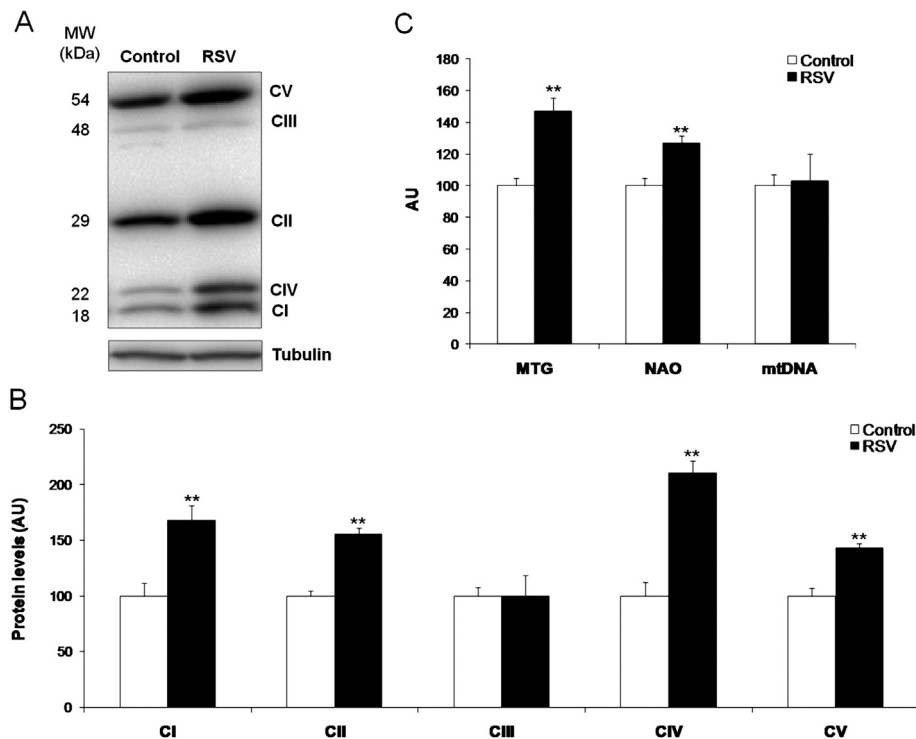 A
MW
(kDa)
Control RSV
54
CV
48
CIII
29
CII
22
CIV
18
CI
Tubulin
C
Control
RSV
AU
180
160
140
120
100
80
60
40
20
0
**
**
MTG NAO mtDNA
B
Control
RSV
Protein levels (AU)
250
200
150
100
50
0
**
**
**
**
CI CII CIII CIV CV